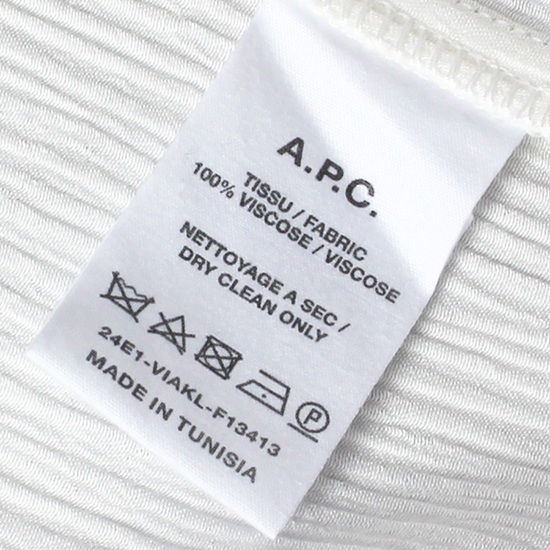 A.P.C.
TISSU / FABRIC
100% VISCOSE / VISCOSE
NETTOYAGE A SEC /
DRY CLEAN ONLY
P
24E1-VIAKL-F13413
MADE IN TUNISIA